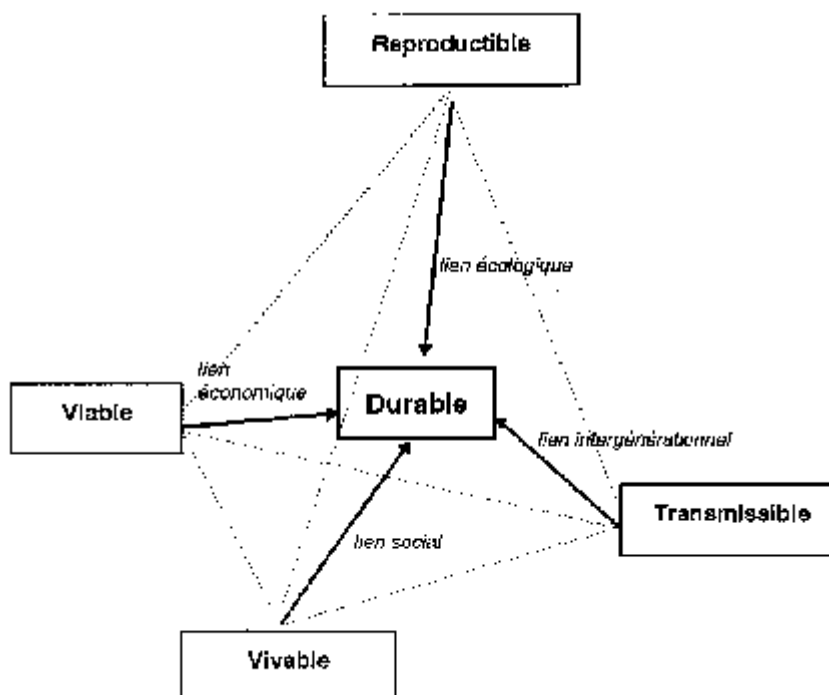 Reproductible
lien écologique
lien
économique
Viable
Durable
lien intergénérationnel
Transmissible
lien social
Vivable